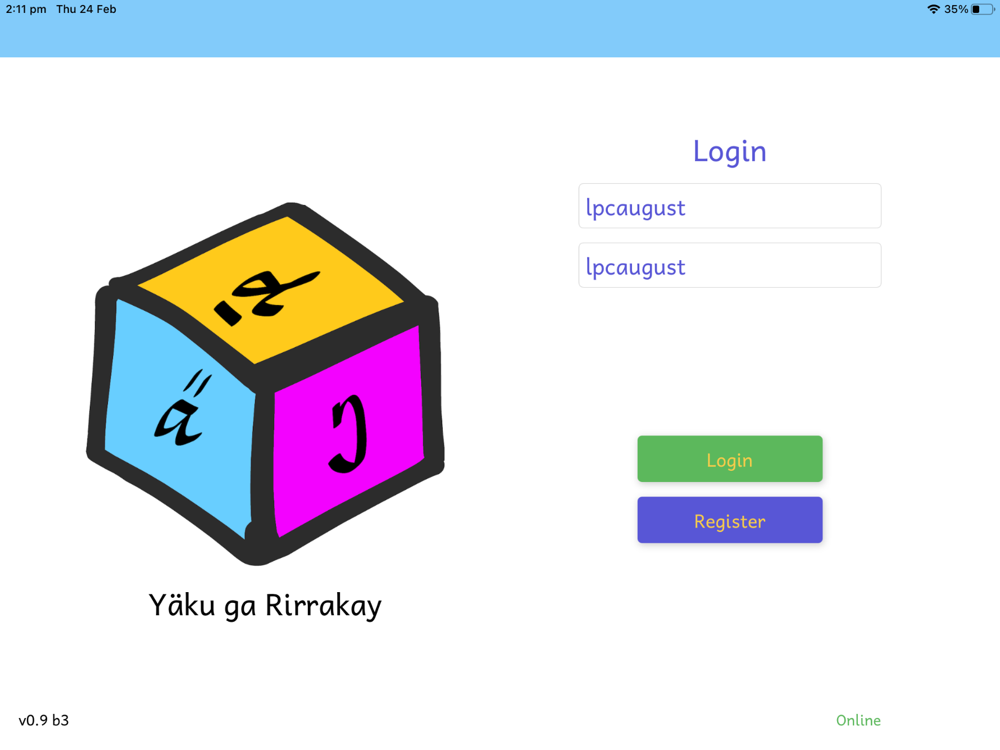 2:11 pm Thu 24 Feb
35%
Login
lpcaugust
lpcaugust
ä
ŋ
Login
Register
Yäku ga Rirrakay
v0.9 b3
Online